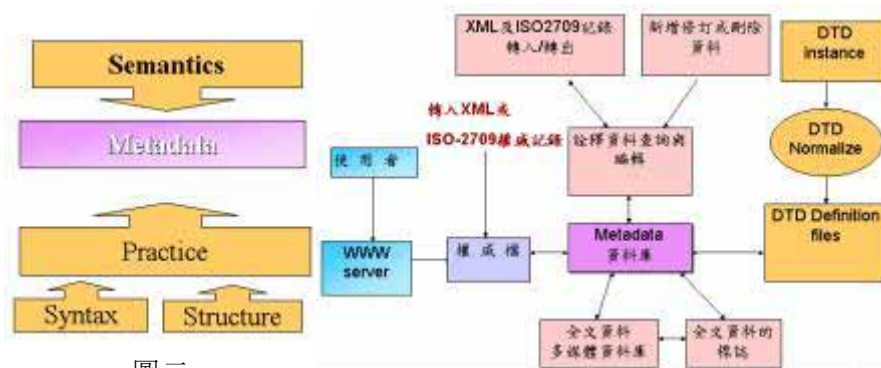 Semantics
Metadata
Practice
Syntax
Structure
XML及ISO2709記錄
轉入/轉出
新增修訂或刪除
資料
DTD
instance
轉入XML或
ISO-2709權威記錄
詮釋資料查詢與
編輯
DTD
Normalize
使用者
WWW
server
權威檔
Metadata
資料庫
DTD Definition
files
全文資料
多媒體資料庫
全文資料的
標誌